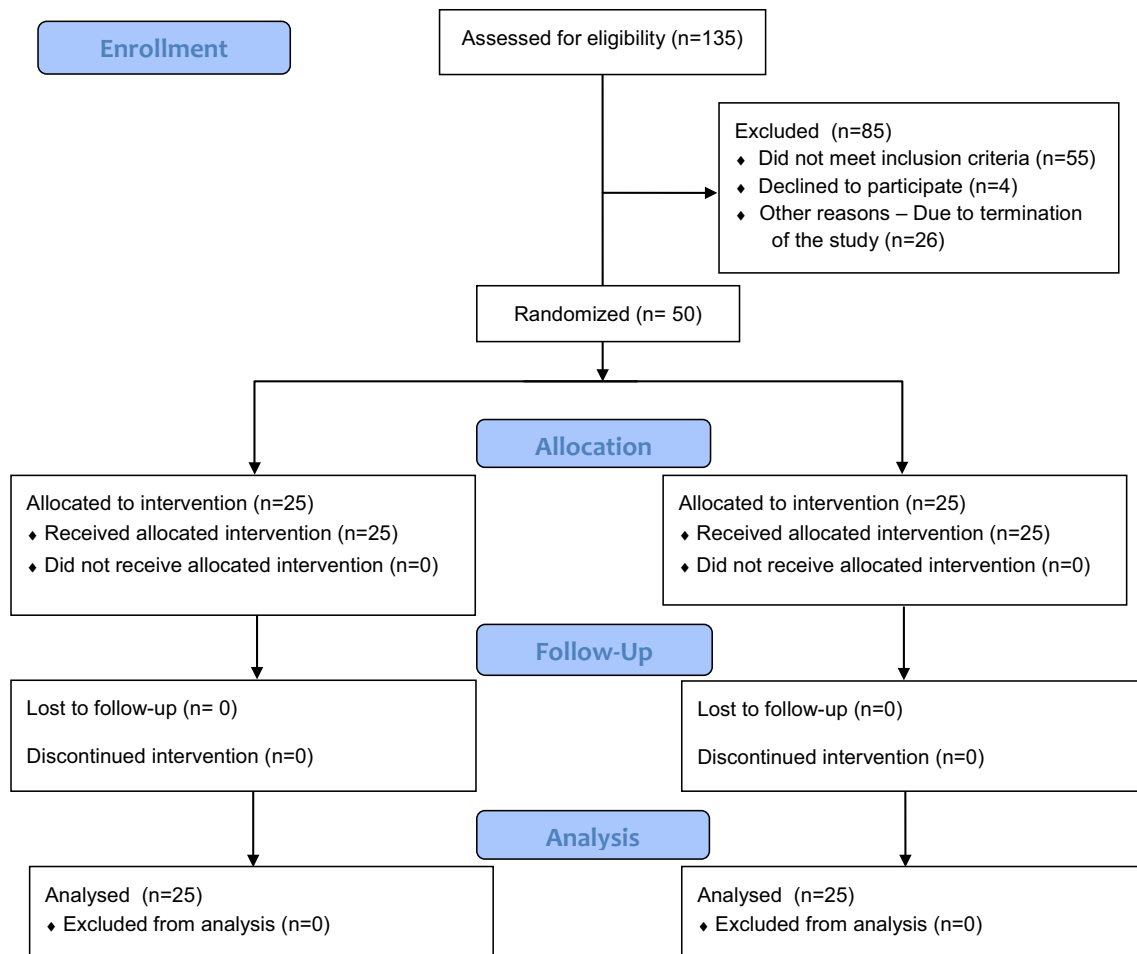 Enrollment
Assessed for eligibility (n=135)
Excluded (n=85)
♦ Did not meet inclusion criteria (n=55)
♦ Declined to participate (n=4)
♦ Other reasons – Due to termination
of the study (n=26)
Randomized (n= 50)
Allocation
Allocated to intervention (n=25)
♦ Received allocated intervention (n=25)
♦ Did not receive allocated intervention (n=0)
Allocated to intervention (n=25)
♦ Received allocated intervention (n=25)
♦ Did not receive allocated intervention (n=0)
Follow-Up
Lost to follow-up (n= 0)
Discontinued intervention (n=0)
Lost to follow-up (n=0)
Discontinued intervention (n=0)
Analysis
Analysed (n=25)
♦ Excluded from analysis (n=0)
Analysed (n=25)
♦ Excluded from analysis (n=0)